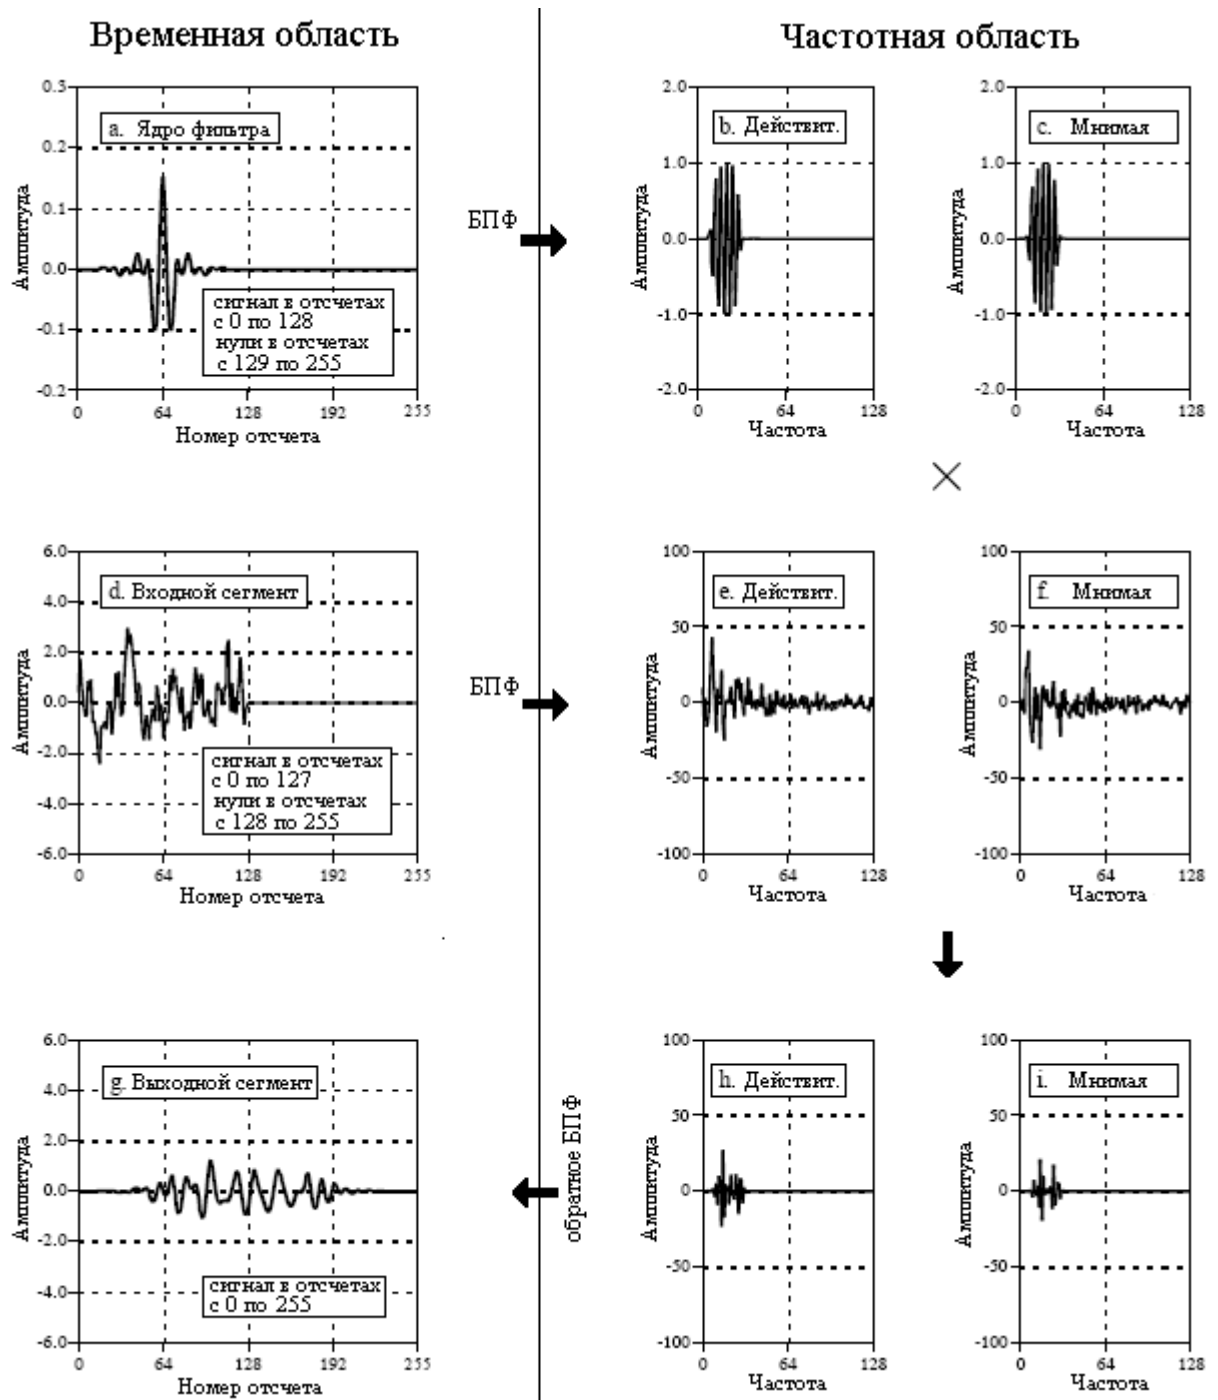 Временная область
Частотная область
a. Ядро фильтра
0.3
0.2
0.1
0.0
-0.1
-0.2
Амплитуда
сигнал в отсчетах
с 0 по 128
нули в отсчетах
с 129 по 255
0 64 128 192 255
Номер отсчета
БПФ
b. Действит.
2.0
1.0
0.0
-1.0
-2.0
Амплитуда
0 64 128
Частота
c. Мнимая
2.0
1.0
0.0
-1.0
-2.0
Амплитуда
0 64 128
Частота
×
d. Входной сегмент
6.0
4.0
2.0
0.0
-2.0
-4.0
-6.0
Амплитуда
сигнал в отсчетах
с 0 по 127
нули в отсчетах
с 128 по 255
0 64 128 192 255
Номер отсчета
БПФ
e. Действит.
100
50
0
-50
-100
Амплитуда
0 64 128
Частота
f. Мнимая
100
50
0
-50
-100
Амплитуда
0 64 128
Частота
g. Выходной сегмент
6.0
4.0
2.0
0.0
-2.0
-4.0
-6.0
Амплитуда
сигнал в отсчетах
с 0 по 255
0 64 128 192 255
Номер отсчета
обратное БПФ
h. Действит.
100
50
0
-50
-100
Амплитуда
0 64 128
Частота
i. Мнимая
100
50
0
-50
-100
Амплитуда
0 64 128
Частота